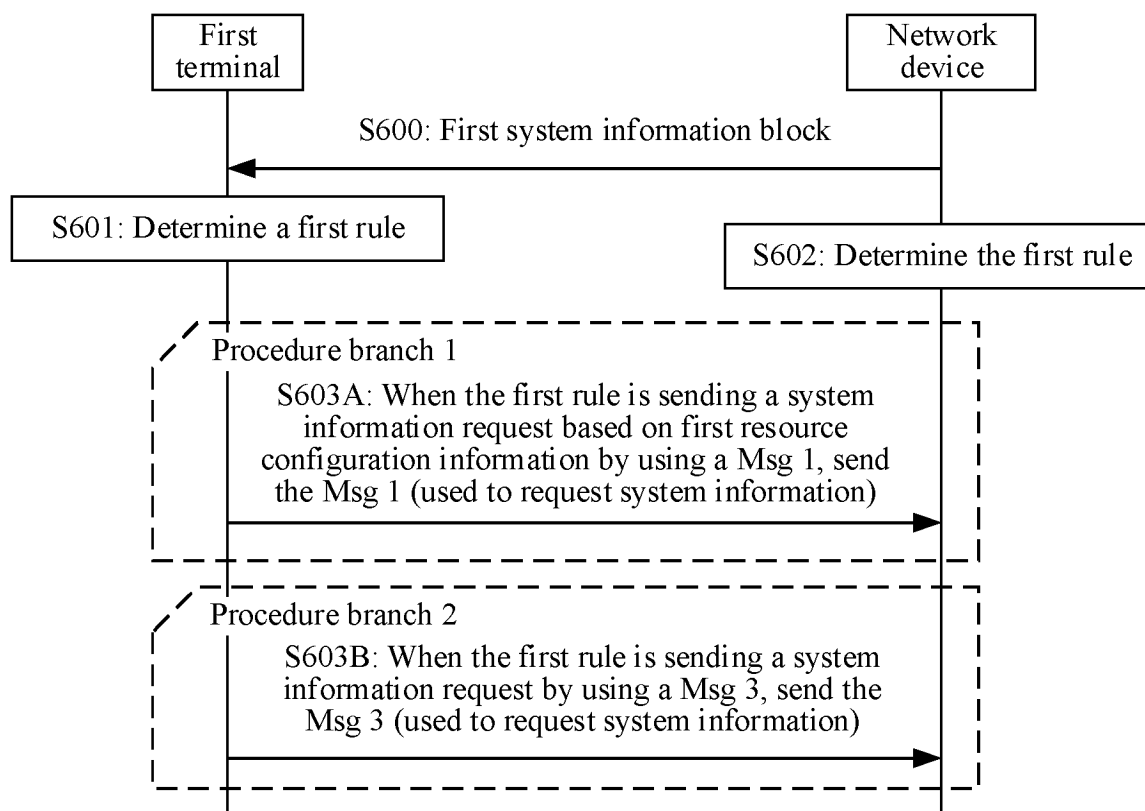 First
terminal
Network
device
S600: First system information block
S601: Determine a first rule
S602: Determine the first rule
Procedure branch 1
S603A: When the first rule is sending a system
information request based on first resource
configuration information by using a Msg 1, send
the Msg 1 (used to request system information)
Procedure branch 2
S603B: When the first rule is sending a system
information request by using a Msg 3, send the
Msg 3 (used to request system information)